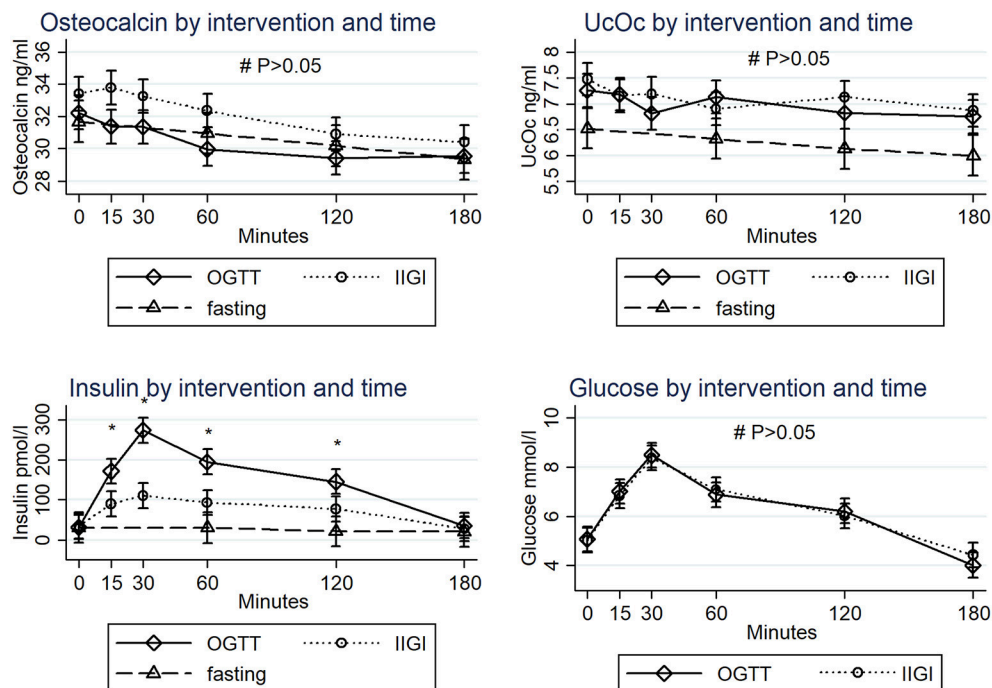 Osteocalcin by intervention and time
Osteocalcin ng/ml
36
34
32
30
28
# P>0.05
0 15 30 60 120 180
Minutes
OGTT IIGI
fasting
UcOc by intervention and time
UcOc ng/ml
8
7.5
7
6.5
6
5.5
# P>0.05
0 15 30 60 120 180
Minutes
OGTT IIGI
fasting
Insulin by intervention and time
Insulin pmol/l
300
200
100
0
* * * *
0 15 30 60 120 180
Minutes
OGTT IIGI
fasting
Glucose by intervention and time
Glucose mmol/l
10
8
6
4
# P>0.05
0 15 30 60 120 180
Minutes
OGTT IIGI